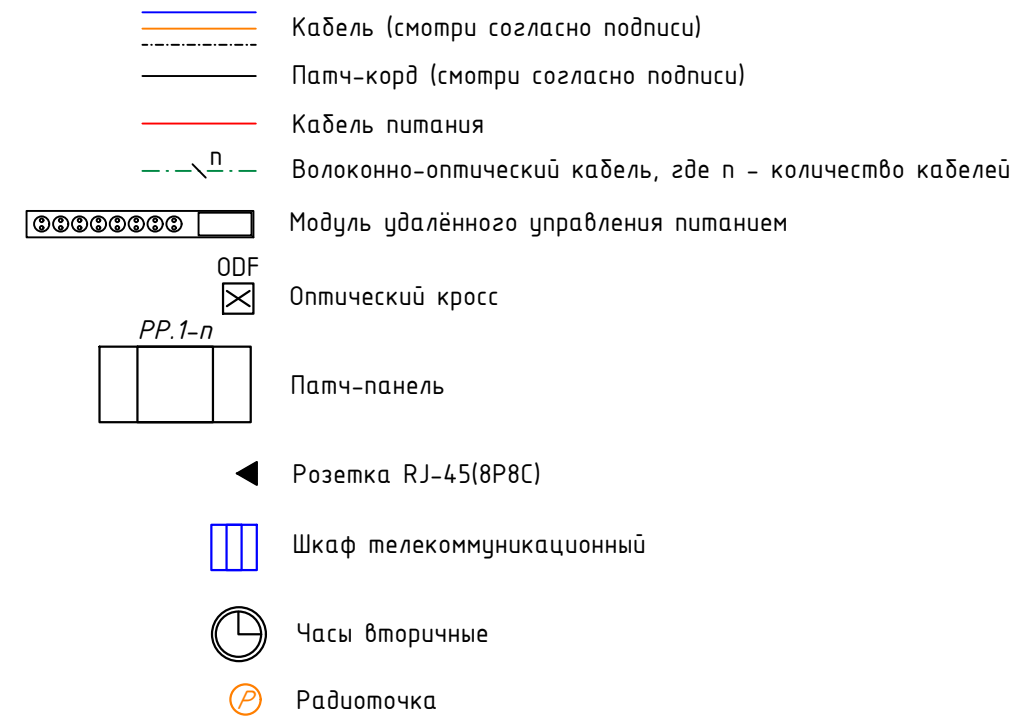 Кабель (смотри согласно подписи)
Патч-корд (смотри согласно подписи)
Кабель питания
n
Волоконно-оптический кабель, где n - количество кабелей
Модуль удалённого управления питанием
ODF
Оптический кросс
PP.1-n
Патч-панель
Розетка RJ-45(8P8C)
Шкаф телекоммуникационный
Часы вторичные
P
Радиоточка